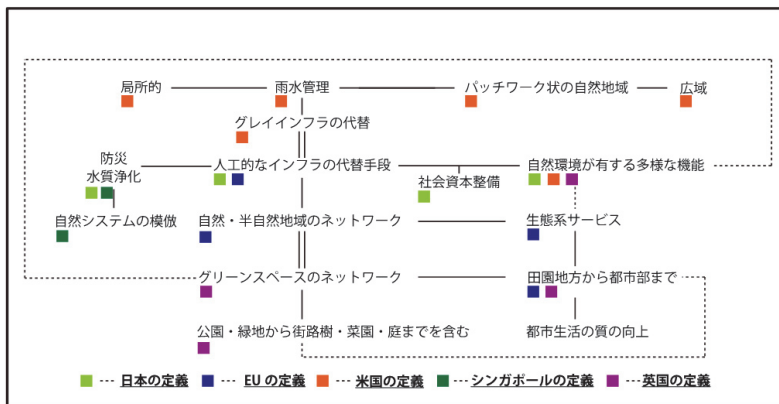 局所的
雨水管理
パッチワーク状の自然地域
広域
グレイインフラの代替
防災
水質浄化
人工的なインフラの代替手段
社会資本整備
自然環境が有する多様な機能
自然システムの模倣
自然・半自然地域のネットワーク
生態系サービス
グリーンスペースのネットワーク
田園地方から都市部まで
公園・緑地から街路樹・菜園・庭までを含む
都市生活の質の向上
日本の定義
EU の定義
米国の定義
シンガポールの定義
英国の定義